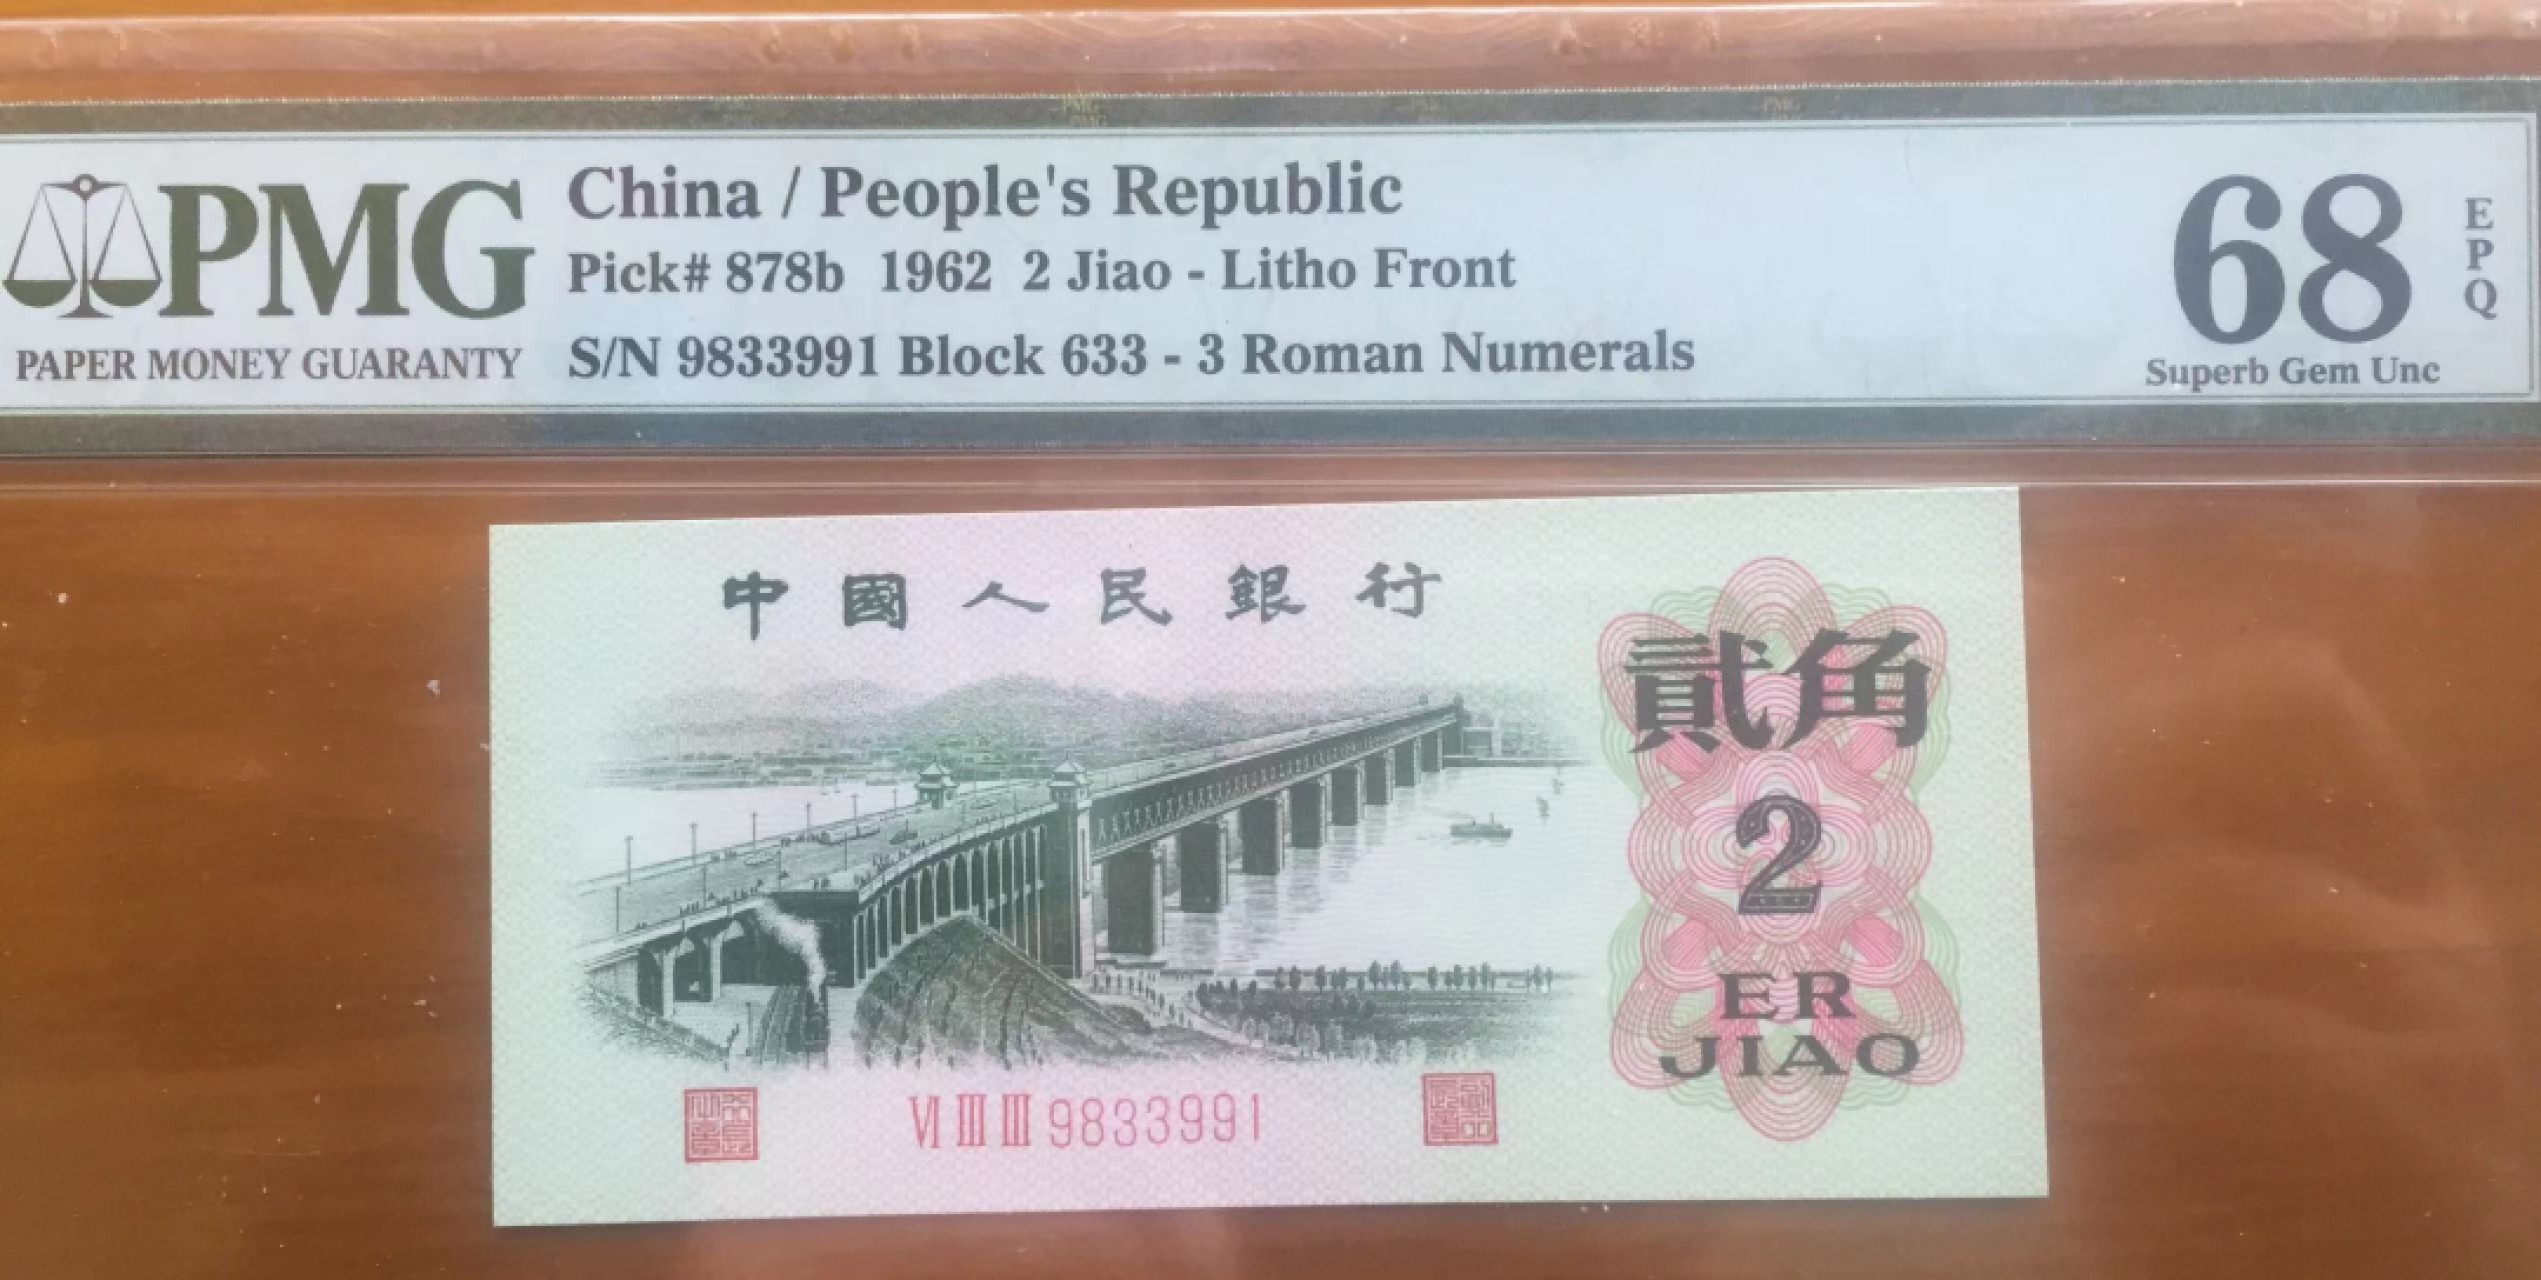 PMG
PAPER MONEY GUARANTY
China / People's Republic
Pick# 878b 1962 2 Jiao - Litho Front
S/N 9833991 Block 633 - 3 Roman Numerals
68
EPQ
Superb Gem Unc
中國人民銀行
貳角
2
ER
JIAO
VI III III 9833991